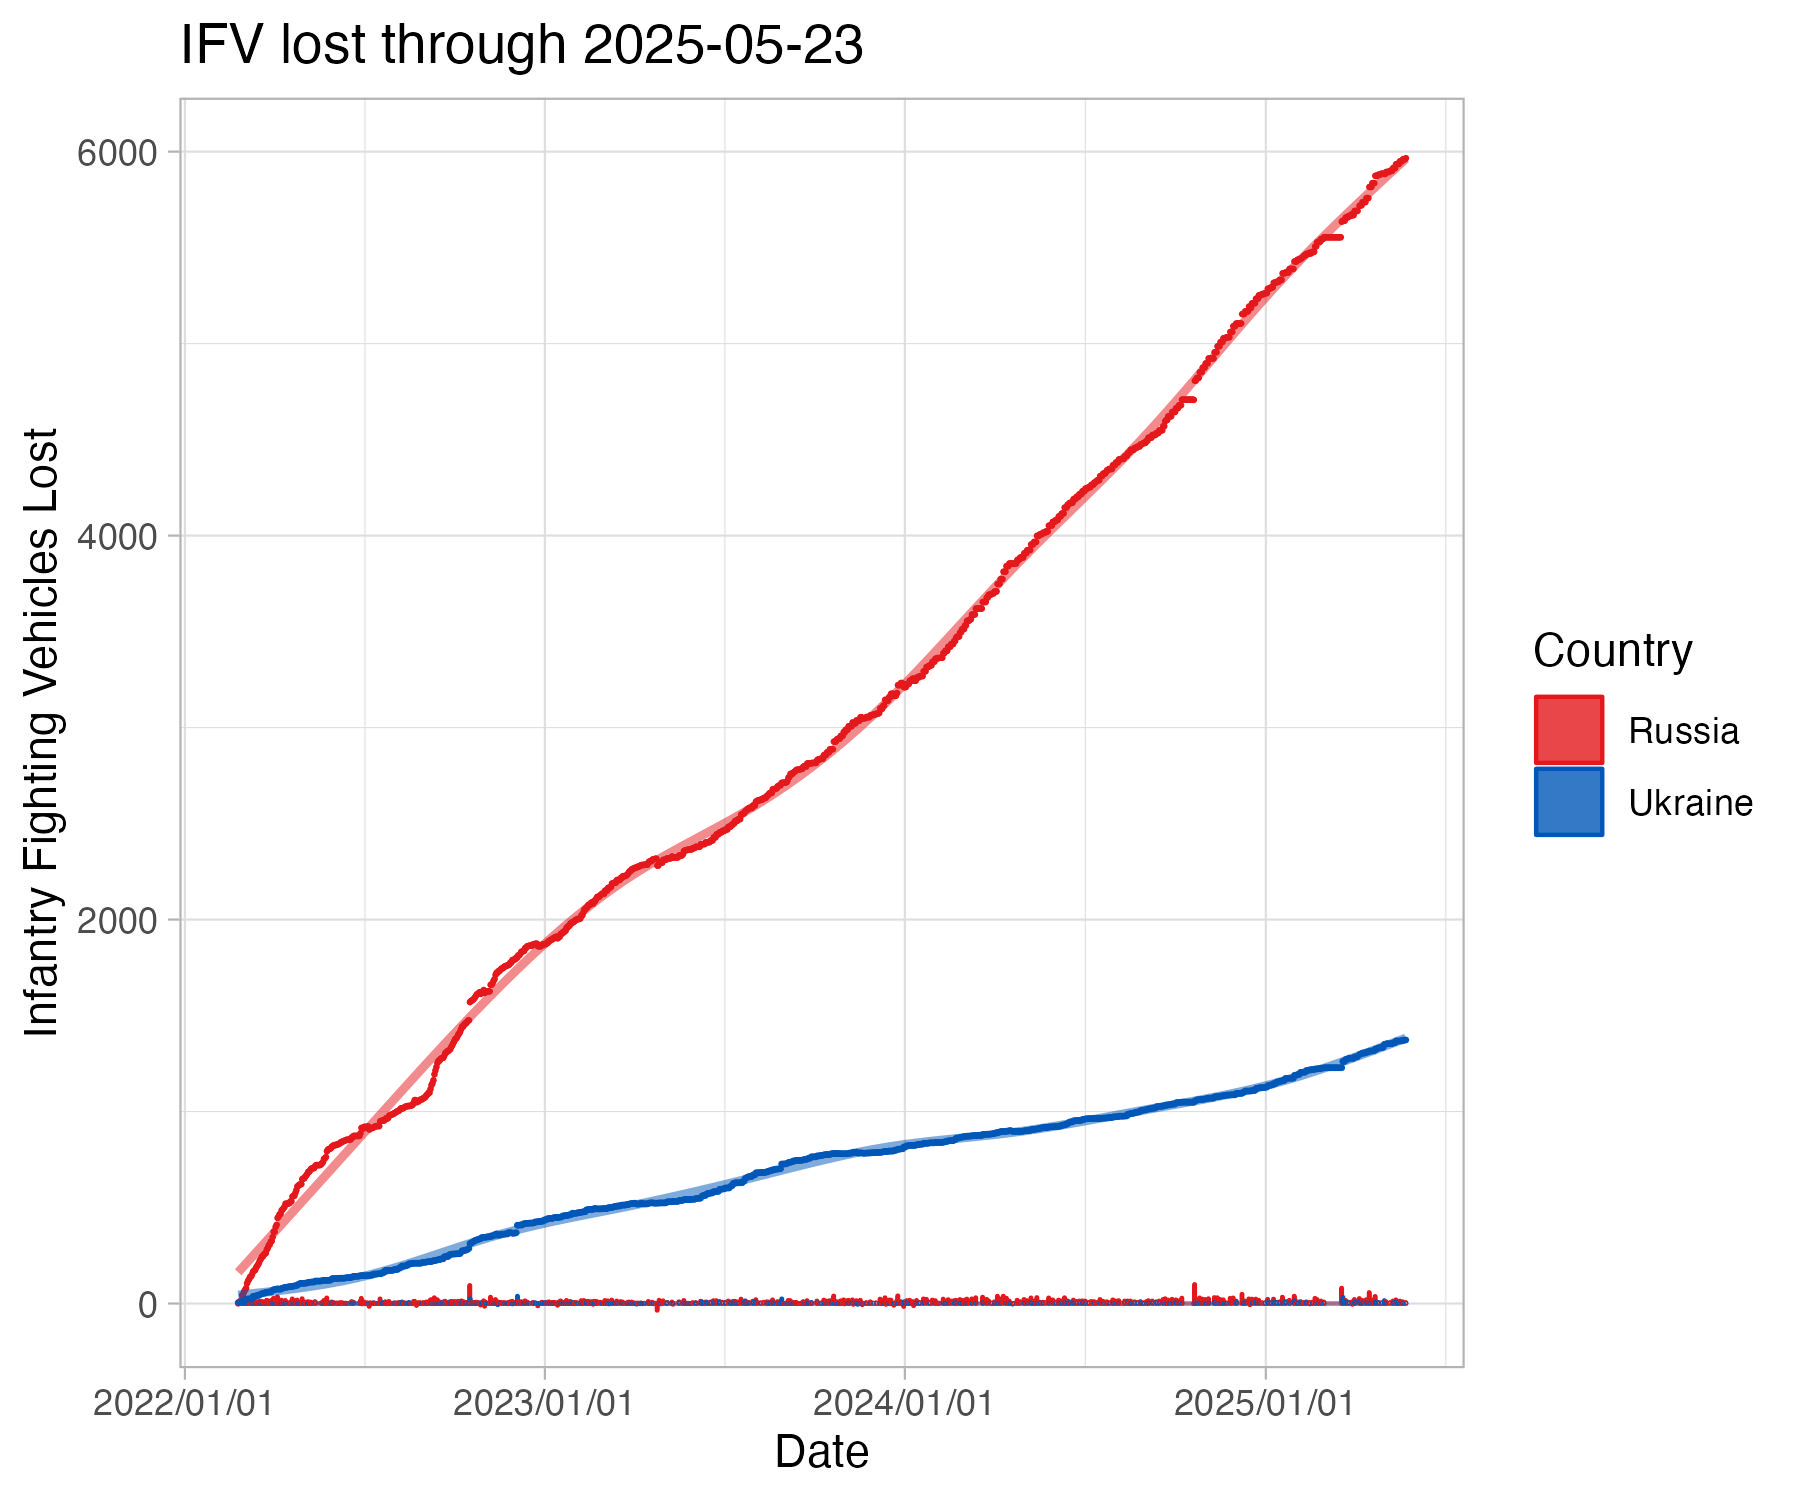 IFV lost through 2025-05-23
Infantry Fighting Vehicles Lost
6000
4000
2000
0
2022/01/01
2023/01/01
2024/01/01
2025/01/01
Date
Country
Russia
Ukraine